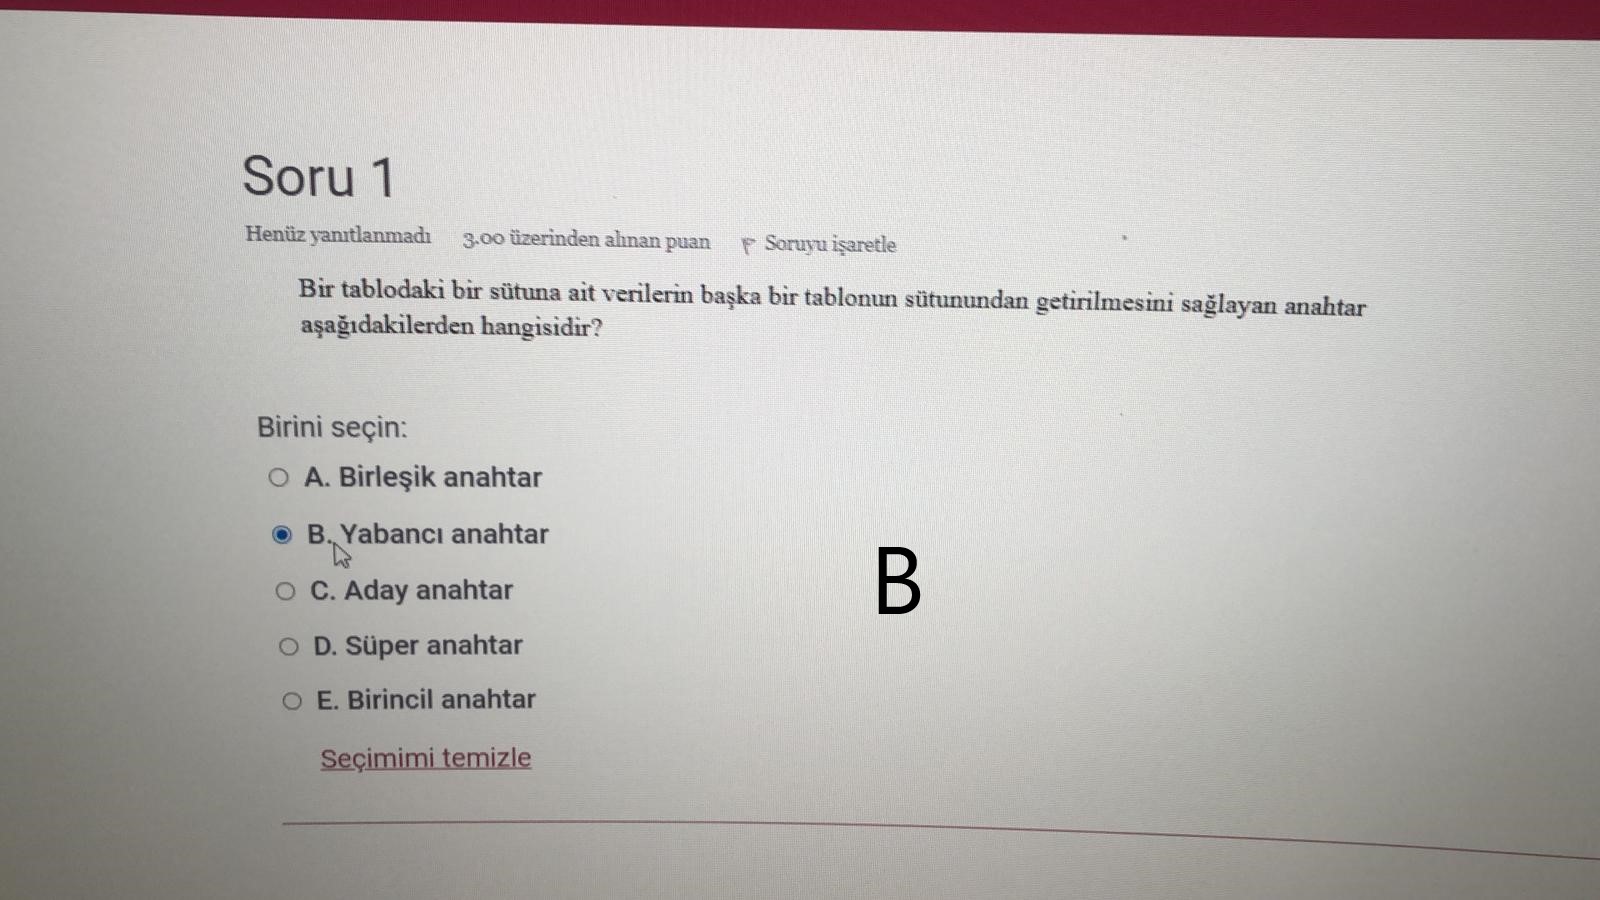 Soru 1
Henüz yanıtlanmadı 3.00 üzerinden alınan puan Soruyu işaretle
Bir tablodaki bir sütuna ait verilerin başka bir tablonun sütunundan getirilmesini sağlayan anahtar
aşağıdakilerden hangisidir?
Birini seçin:
A. Birleşik anahtar
B. Yabancı anahtar
B
C. Aday anahtar
D. Süper anahtar
E. Birincil anahtar
Seçimimi temizle